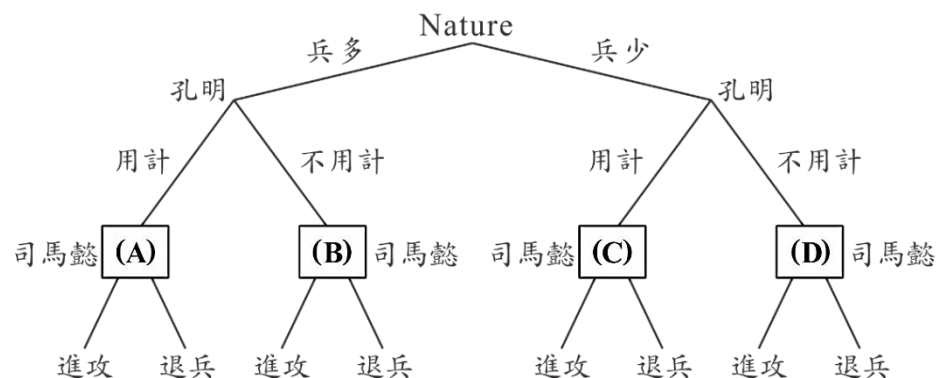 Nature
兵多 兵少
孔明 孔明
用計 不用計 用計 不用計
司馬懿 (A) (B) 司馬懿 司馬懿 (C) (D) 司馬懿
進攻 退兵 進攻 退兵 進攻 退兵 進攻 退兵